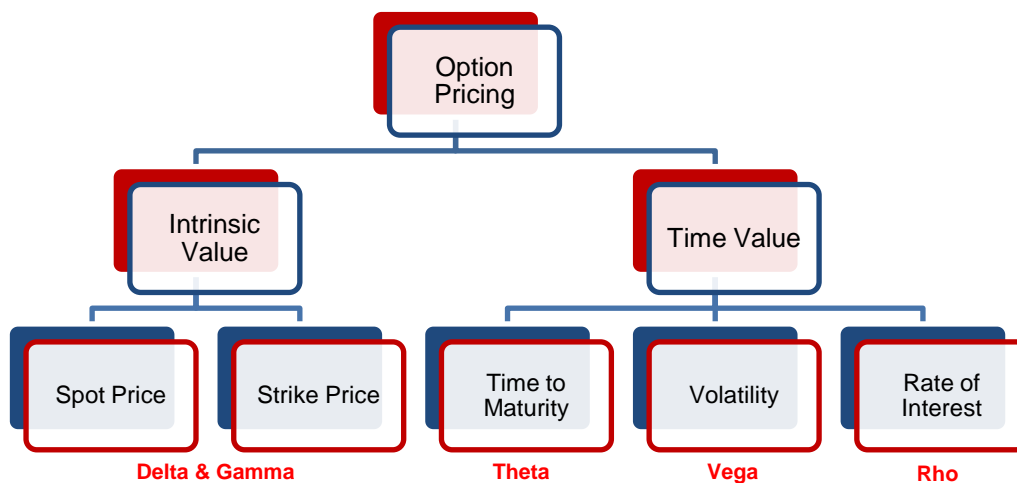 Option
Pricing
Intrinsic
Value
Time Value
Spot Price
Strike Price
Time to
Maturity
Volatility
Rate of
Interest
Delta & Gamma
Theta
Vega
Rho